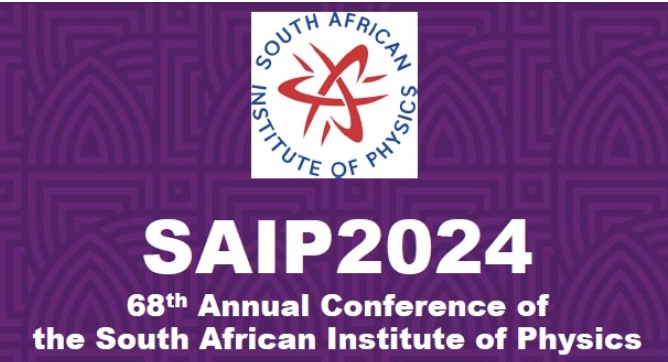 SOUTH AFRICAN
INSTITUTE OF PHYSICS
SAIP2024
68th Annual Conference of
the South African Institute of Physics